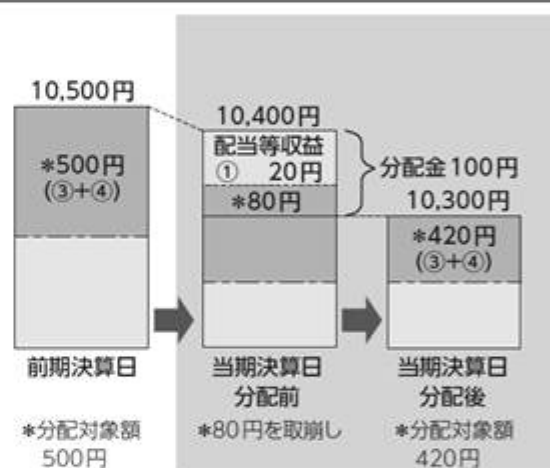 10,500円
*500円
(③+④)
前期決算日
*分配対象額
500円
10,400円
配当等収益
① 20円
*80円
分配金100円
当期決算日
分配前
*80円を取崩し
10,300円
*420円
(③+④)
当期決算日
分配後
*分配対象額
420円